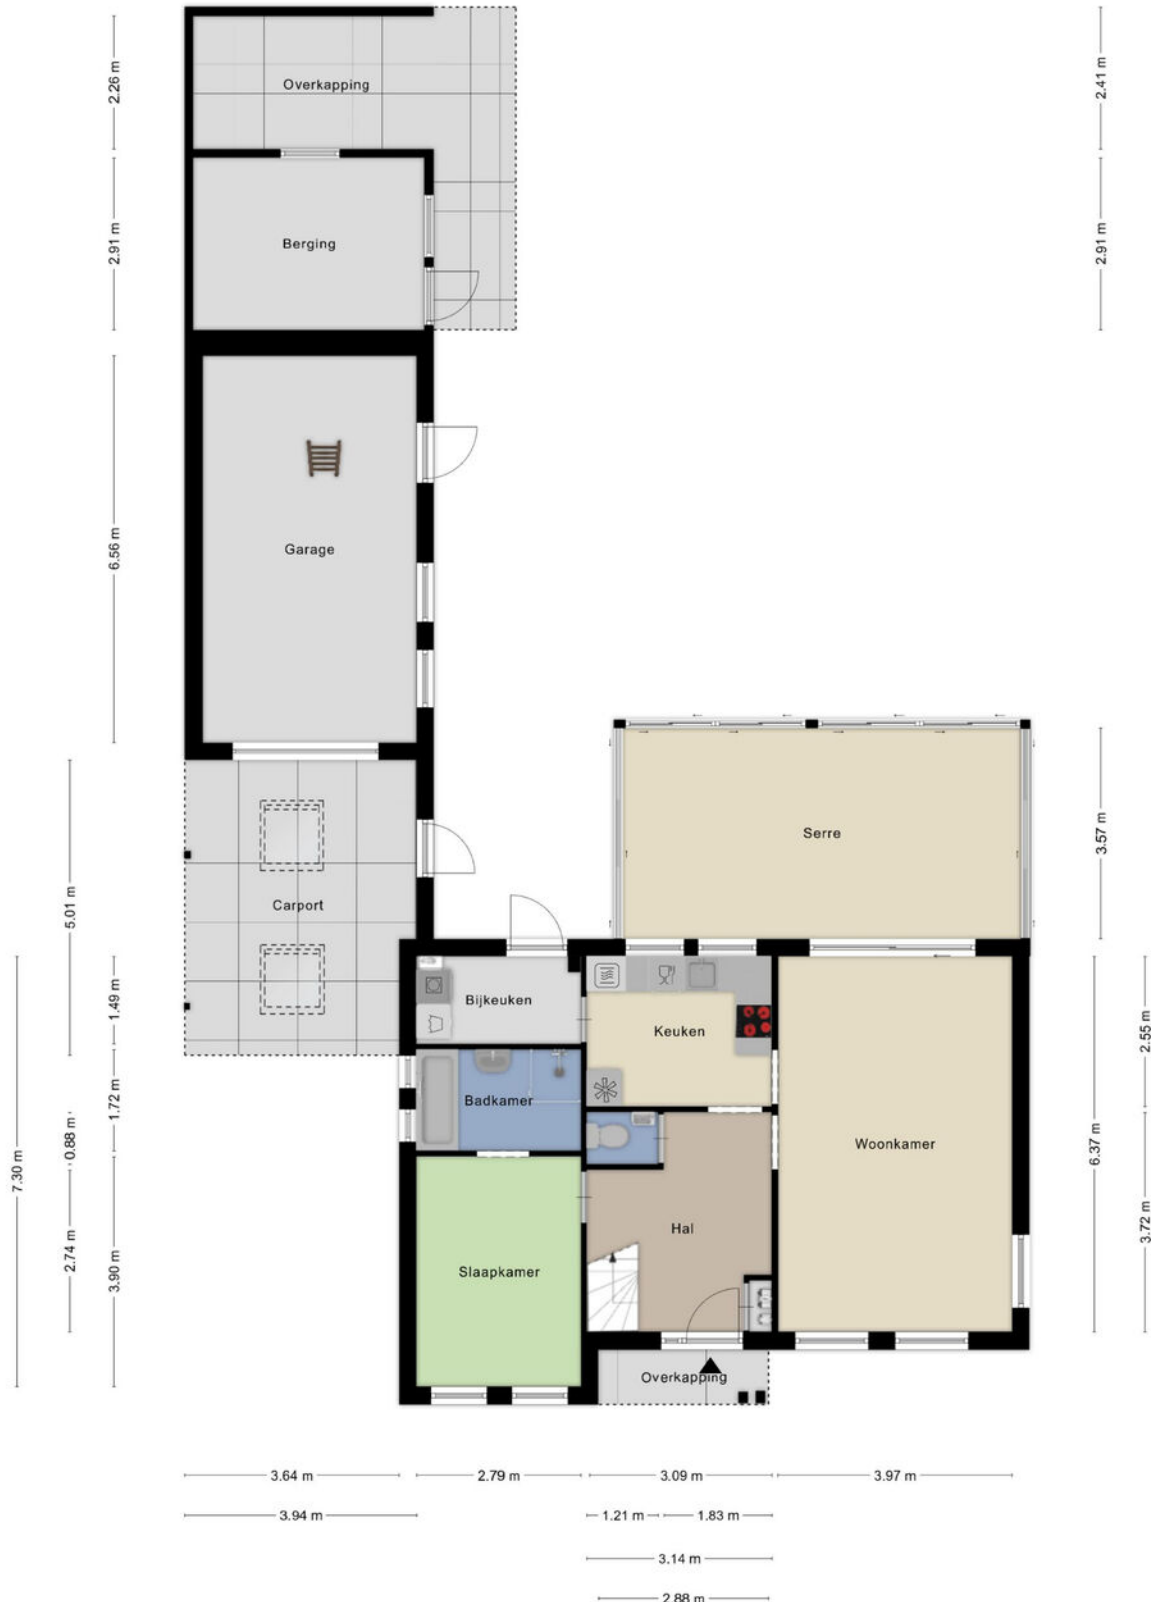 Overkapping
2.26 m
2.41 m
Berging
2.91 m
2.91 m
Garage
6.56 m
Serre
3.57 m
Carport
5.01 m
Bijkeuken
1.49 m
Keuken
2.55 m
Badkamer
1.72 m
0.88 m
Woonkamer
6.37 m
7.30 m
Hal
3.72 m
2.74 m
3.90 m
Slaapkamer
Overkapping
3.64 m
2.79 m
3.09 m
3.97 m
3.94 m
1.21 m
1.83 m
3.14 m
2.88 m